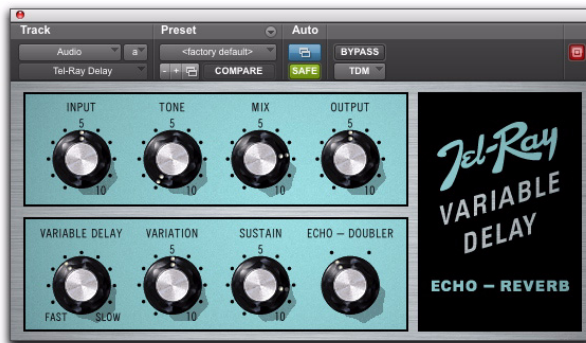 Track
Preset
Auto
Audio
a
<factory default>
BYPASS
Tel-Ray Delay
- +
COMPARE
SAFE
TDM
INPUT
TONE
MIX
OUTPUT
5
5
5
5
10
10
10
10
VARIABLE DELAY
VARIATION
SUSTAIN
ECHO – DOUBLER
5
5
FAST
SLOW
10
10
Tel-Ray
VARIABLE
DELAY
ECHO – REVERB